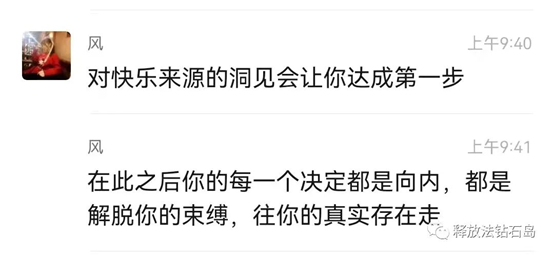 风
上午9:40
对快乐来源的洞见会让你达成第一步
风
上午9:41
在此之后你的每一个决定都是向内，都是
解脱你的束缚，往你的真实存在走
释放法钻石岛